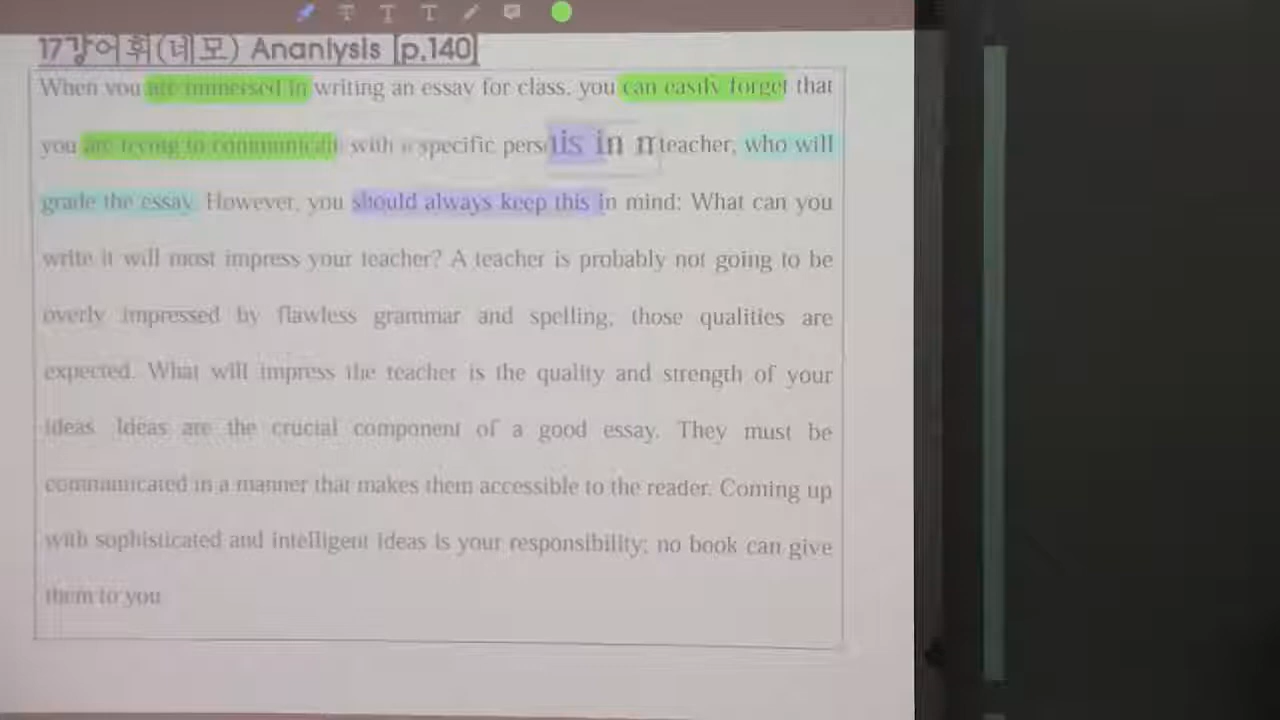 17강어휘(네모) Ananlysis [p.140]
When you are immersed in writing an essay for class, you can easily forget that
you are trying to communicate with a specific pers is in m teacher, who will
grade the essay. However, you should always keep this in mind: What can you
write it will most impress your teacher? A teacher is probably not going to be
overly impressed by flawless grammar and spelling, those qualities are
expected. What will impress the teacher is the quality and strength of your
ideas. Ideas are the crucial component of a good essay. They must be
communicated in a manner that makes them accessible to the reader. Coming up
with sophisticated and intelligent ideas is your responsibility; no book can give
them to you